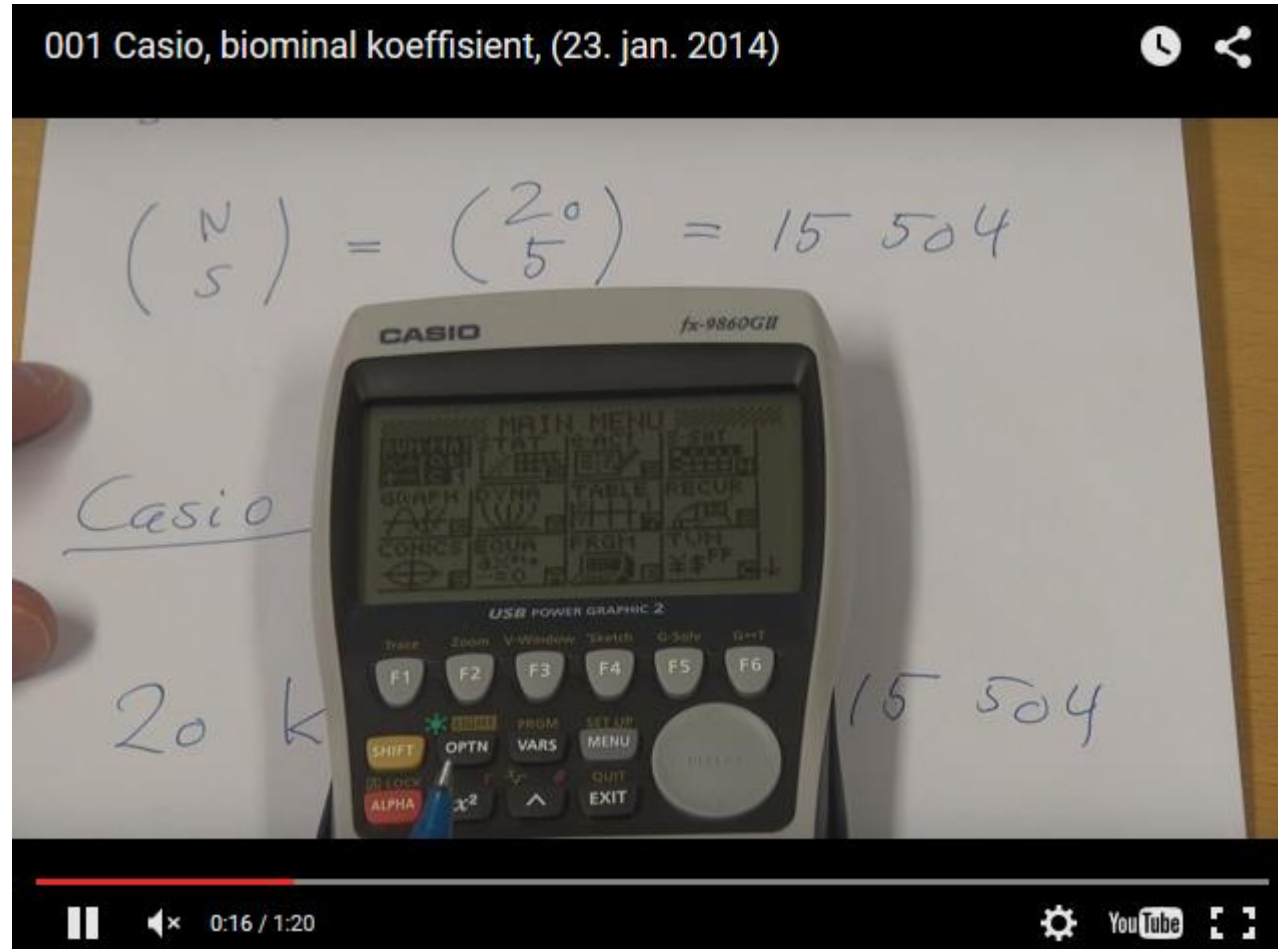 001 Casio, biominal koeffisient, (23. jan. 2014)
( N ) = ( 20 ) = 15 504
( s ) ( 5 )
CASIO fx-9860GII
MAIN MENU
STAT
GRAPH DYNA TABLE RECUR
CONICS EQUA PRGM TVM
Casio
USB POWER GRAPHIC 2
Trace Zoom V-Window Sketch G-Solv G↔T
F1 F2 F3 F4 F5 F6
20 k 15 504
LIGHT PRGM SET UP
SHIFT OPTN VARS MENU
QUIT
ALPHA x² ^ EXIT
0:16 / 1:20 YouTube